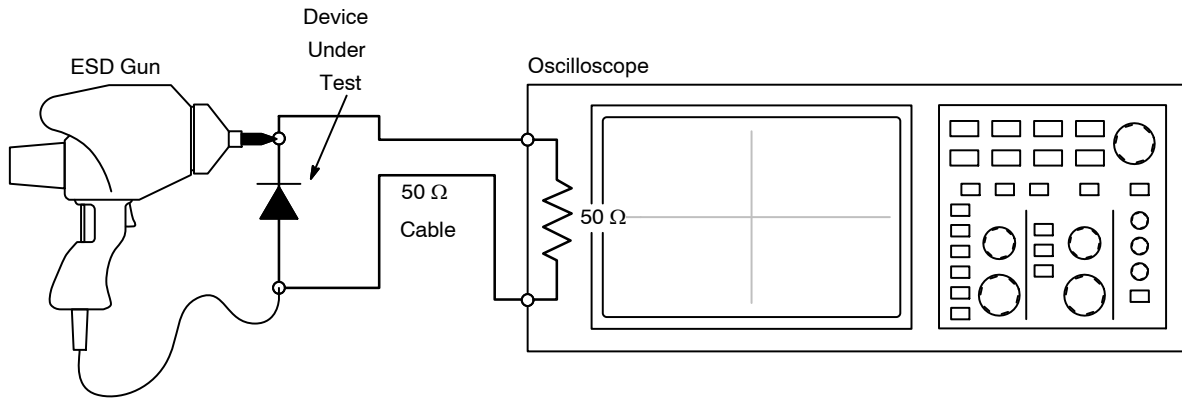 Device
Under
Test
ESD Gun
Oscilloscope
50 Ω
Cable
50 Ω